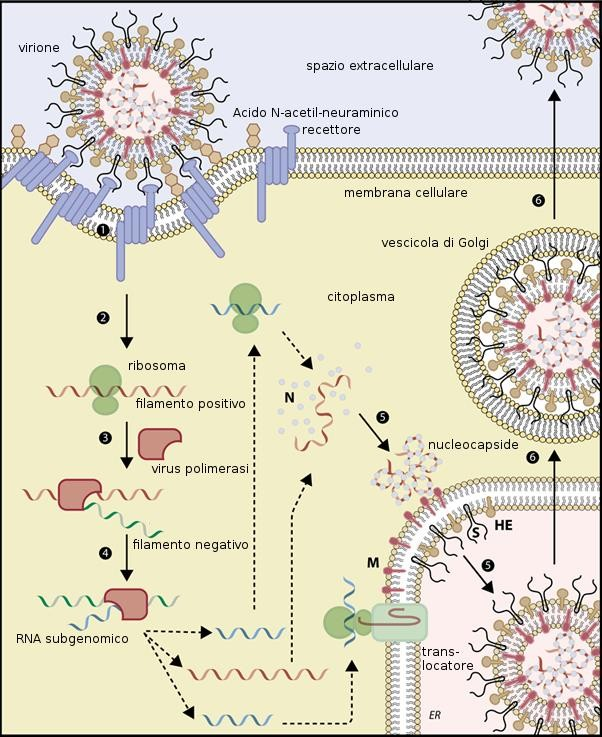 virione
spazio extracellulare
Acido N-acetil-neuraminico
recettore
membrana cellulare
❻
vescicola di Golgi
❶
citoplasma
❷
ribosoma
filamento positivo
N
❺
❸
virus polimerasi
nucleocapside
❻
filamento negativo
S
HE
❹
M
❺
RNA subgenomico
trans-
locatore
ER